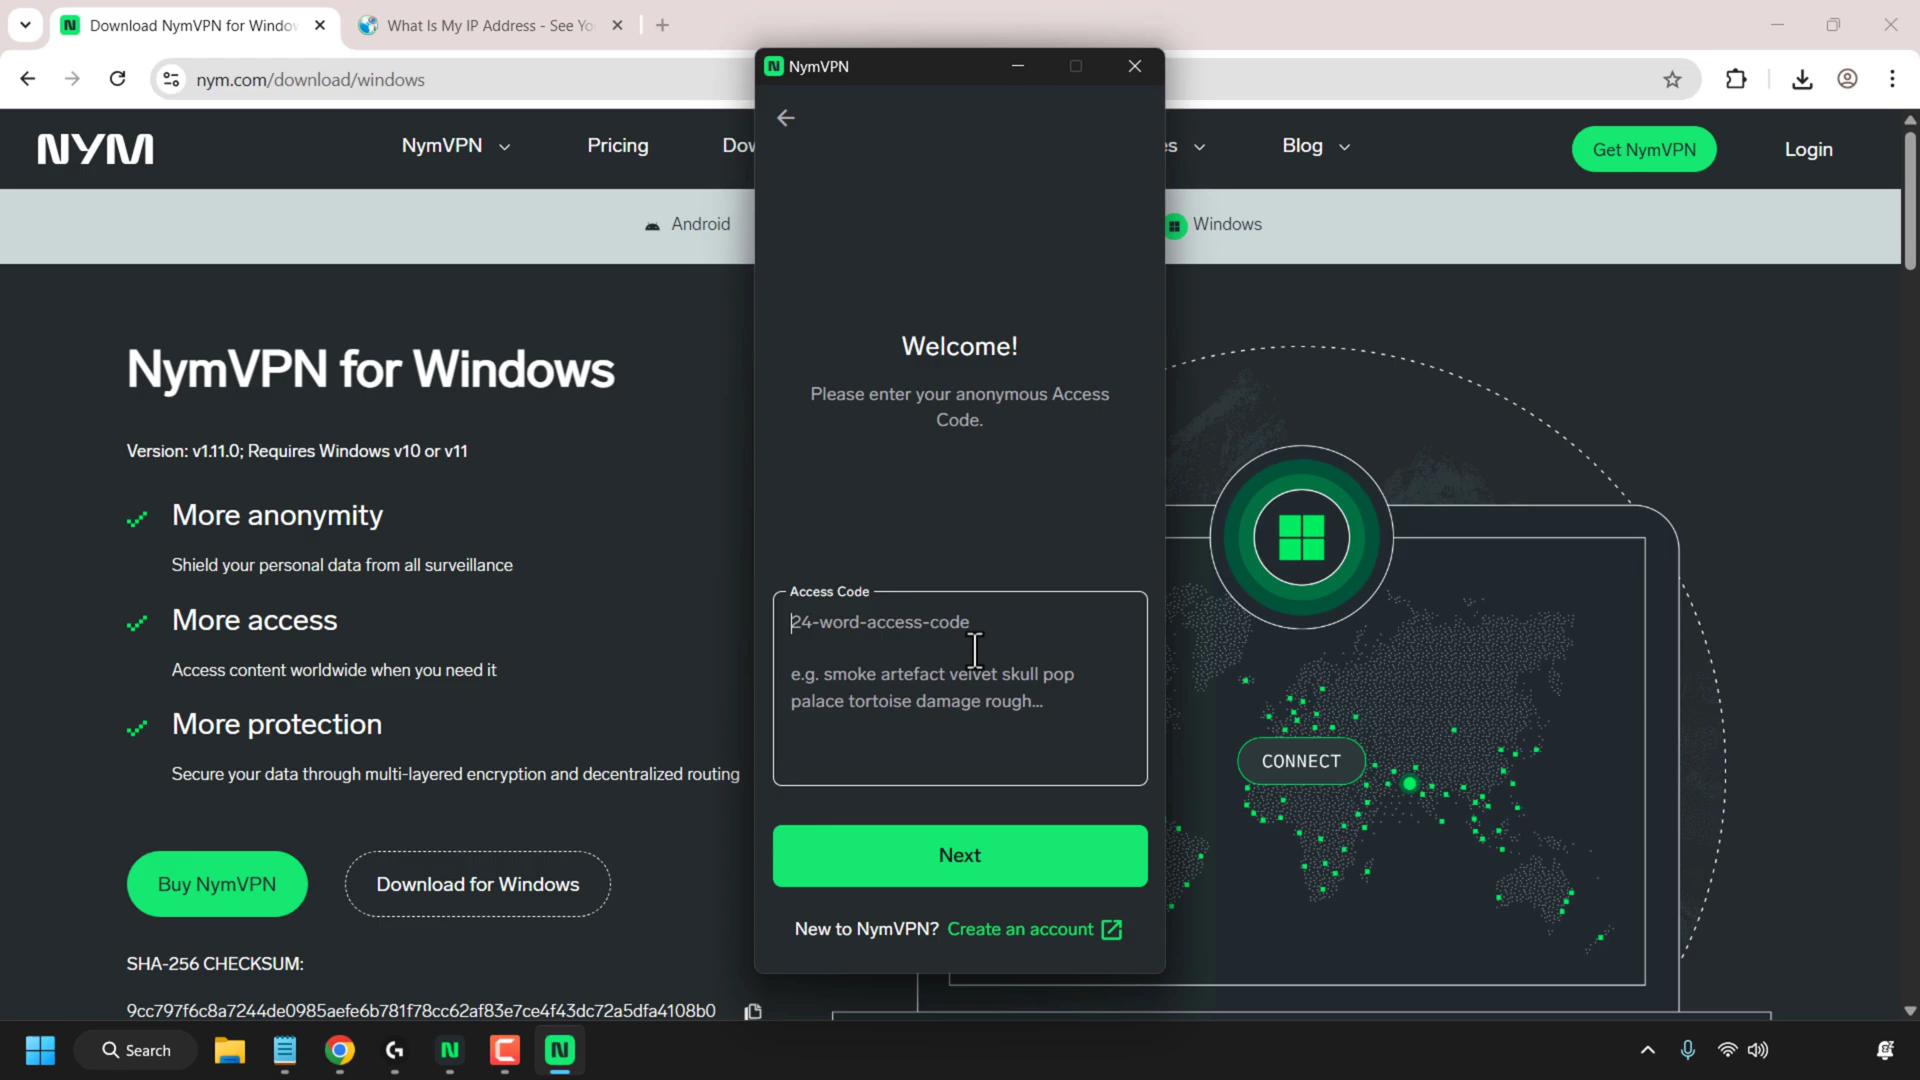 Download NymVPN for Window
What Is My IP Address - See Yo
nym.com/download/windows
NymVPN
NYM
NymVPN
Pricing
Dow
es
Blog
Get NymVPN
Login
Android
Windows
Welcome!
Please enter your anonymous Access
Code.
NymVPN for Windows
Version: v1.11.0; Requires Windows v10 or v11
More anonymity
Shield your personal data from all surveillance
More access
Access content worldwide when you need it
More protection
Secure your data through multi-layered encryption and decentralized routing
Access Code
24-word-access-code
e.g. smoke artefact velvet skull pop
palace tortoise damage rough...
CONNECT
Next
New to NymVPN? Create an account
Buy NymVPN
Download for Windows
SHA-256 CHECKSUM:
9cc797f6c8a7244de0985aefe6b781f78cc62af83e7ce4f43dc72a5dfa4108b0
Search